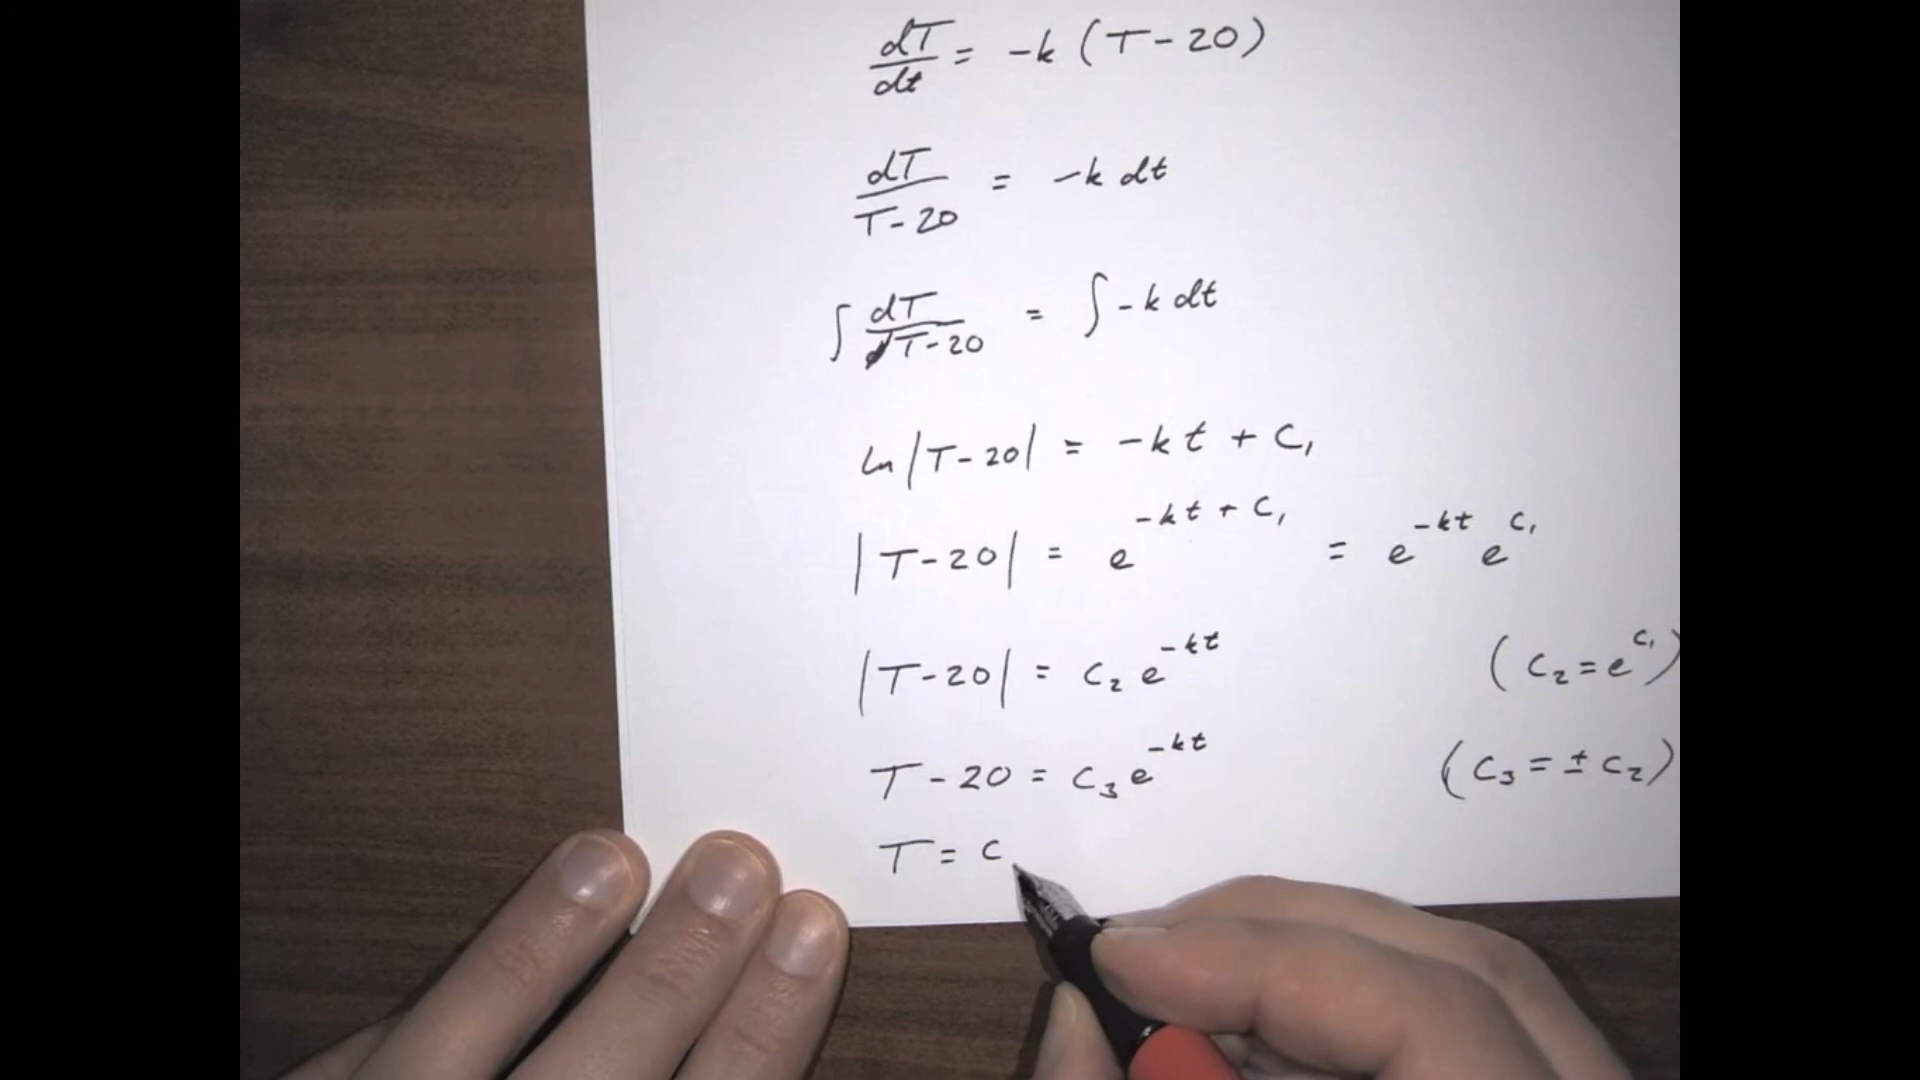 dT/dt = -k (T-20)
dT/T-20 = -k dt
∫ dT/T-20 = ∫ -k dt
ln |T-20| = -k t + C₁
|T-20| = e^(-kt + C₁) = e^(-kt) e^(C₁)
|T-20| = C₂ e^(-kt) (C₂ = e^(C₁))
T-20 = C₃ e^(-kt) (C₃ = ± C₂)
T = C